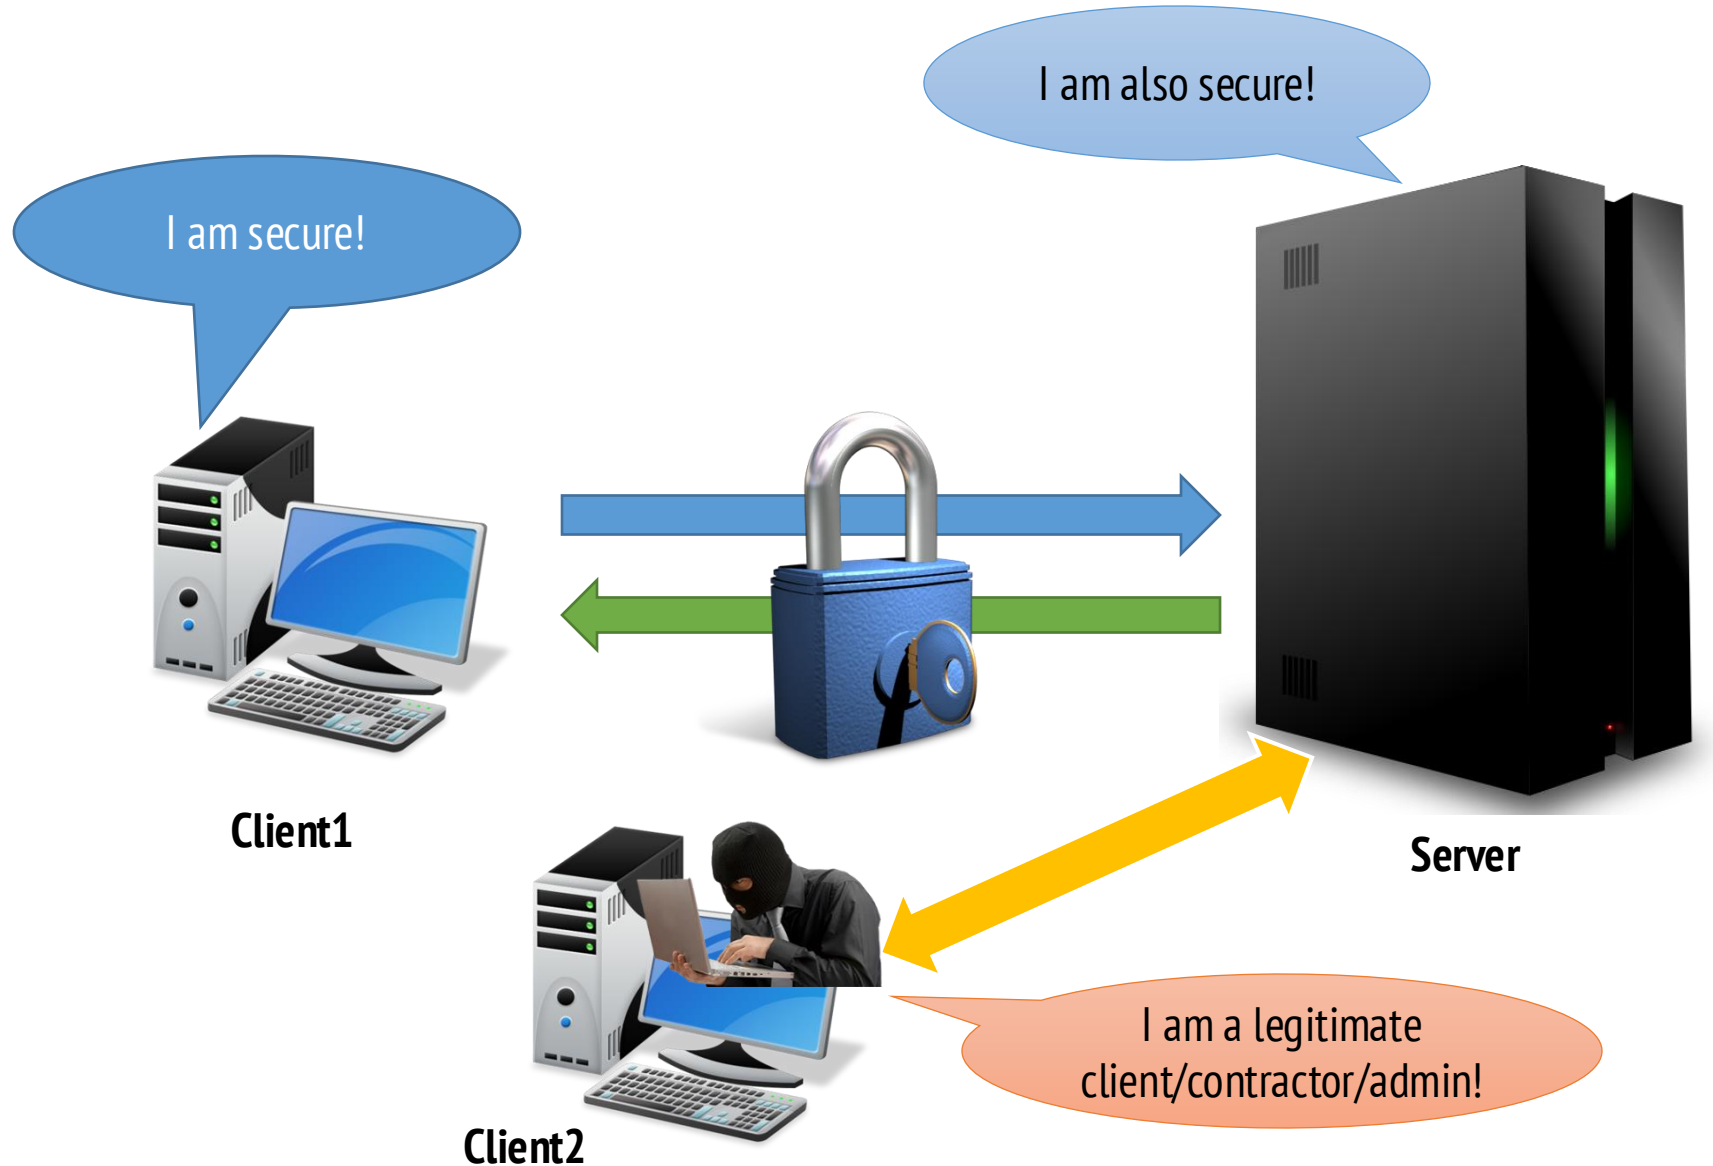 I am also secure!
I am secure!
Client1
Server
I am a legitimate
client/contractor/admin!
Client2